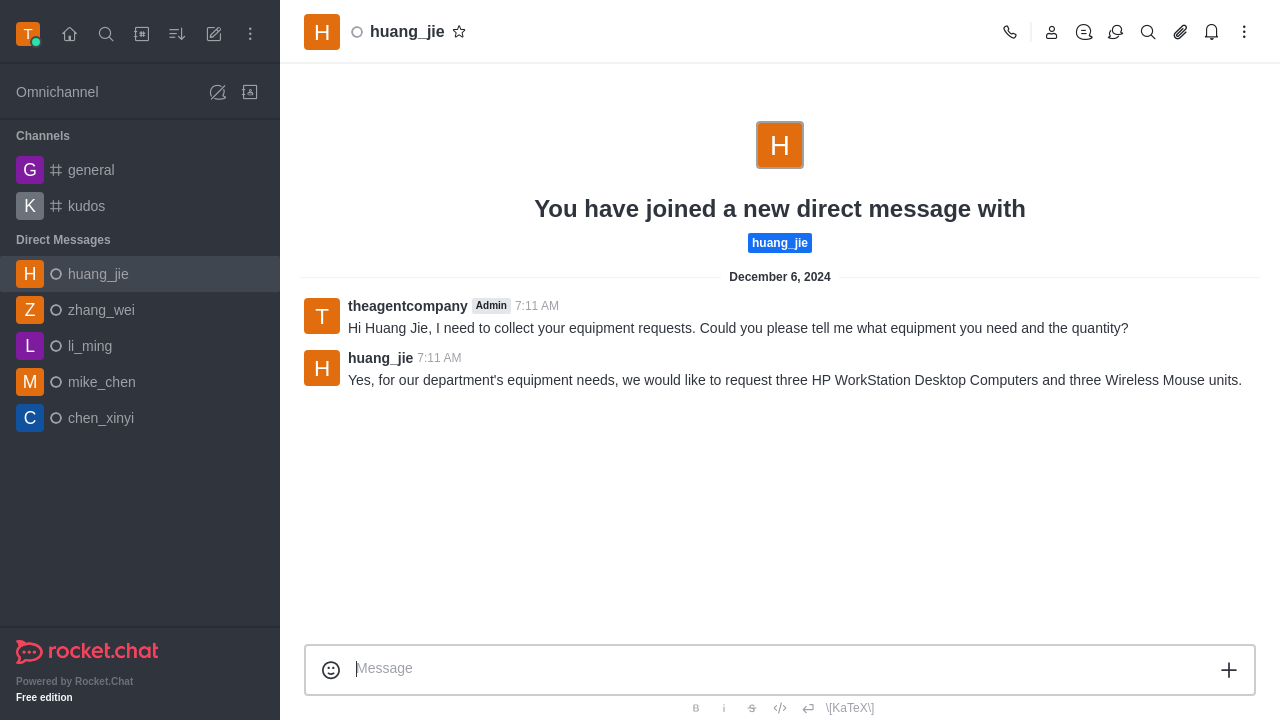 T
Omnichannel
Channels
G general
K kudos
Direct Messages
H huang_jie
Z zhang_wei
L li_ming
M mike_chen
C chen_xinyi
rocket.chat
Powered by Rocket.Chat
Free edition
H huang_jie
H
You have joined a new direct message with
huang_jie
December 6, 2024
T theagentcompany Admin 7:11 AM
Hi Huang Jie, I need to collect your equipment requests. Could you please tell me what equipment you need and the quantity?
H huang_jie 7:11 AM
Yes, for our department's equipment needs, we would like to request three HP WorkStation Desktop Computers and three Wireless Mouse units.
Message
B i S </> \[KaTeX\]